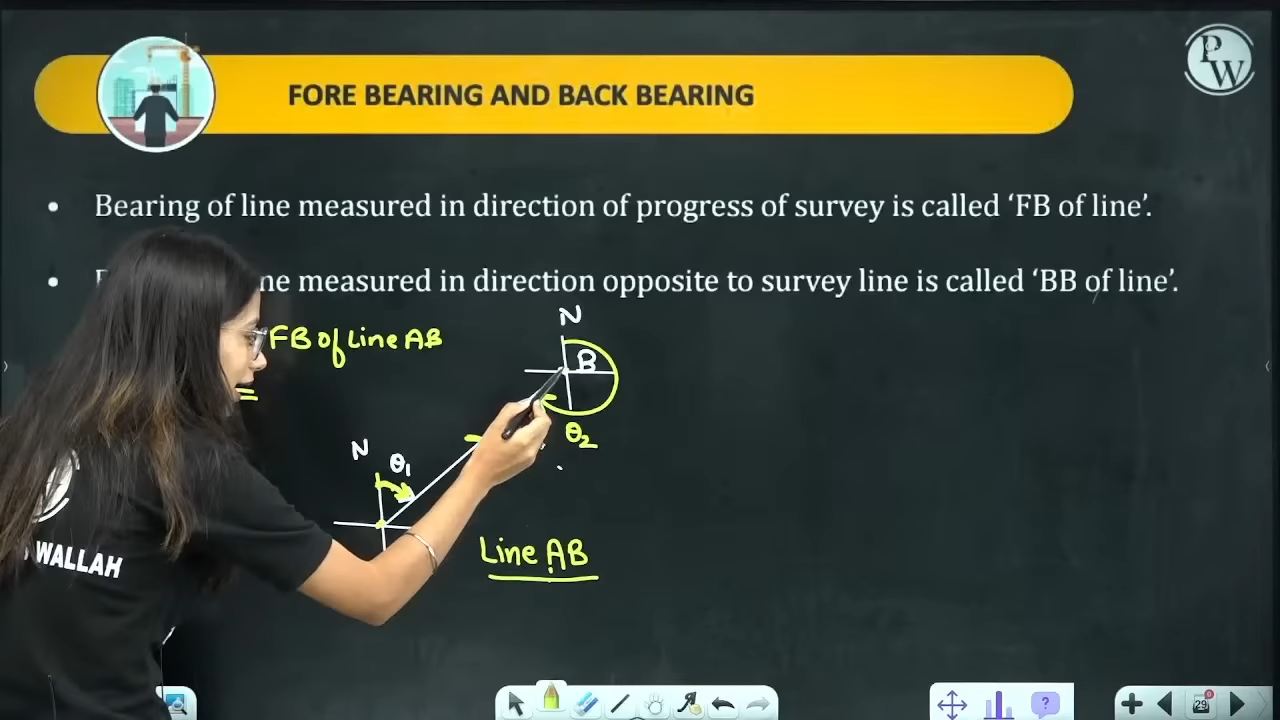 PW
FORE BEARING AND BACK BEARING
• Bearing of line measured in direction of progress of survey is called ‘FB of line’.
• measured in direction opposite to survey line is called ‘BB of line’.
FB of Line AB
N
B
θ2
N
θ1
Line AB
WALLAH
29